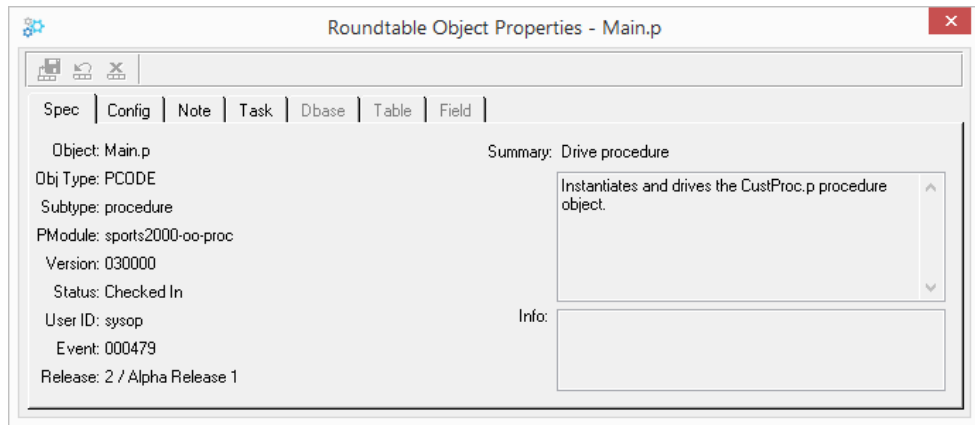 Roundtable Object Properties - Main.p
Spec Config Note Task Dbase Table Field
Object: Main.p
Summary: Drive procedure
Obj Type: PCODE
Instantiates and drives the CustProc.p procedure
object.
Subtype: procedure
PModule: sports2000-oo-proc
Version: 030000
Status: Checked In
User ID: sysop
Info:
Event: 000479
Release: 2 / Alpha Release 1